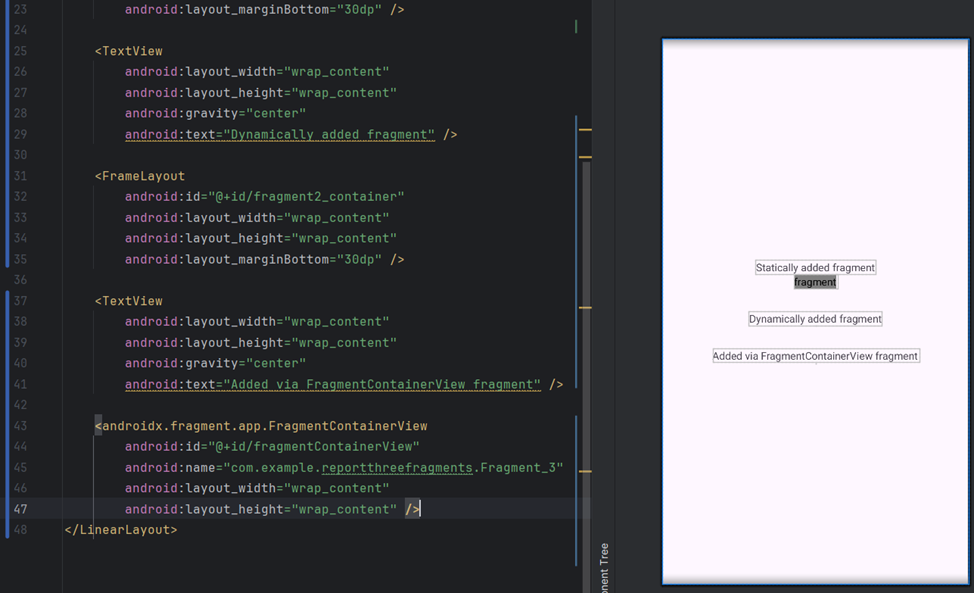 23 android:layout_marginBottom="30dp" />
24
25 <TextView
26 android:layout_width="wrap_content"
27 android:layout_height="wrap_content"
28 android:gravity="center"
29 android:text="Dynamically added fragment" />
30
31 <FrameLayout
32 android:id="@+id/fragment2_container"
33 android:layout_width="wrap_content"
34 android:layout_height="wrap_content"
35 android:layout_marginBottom="30dp" />
36
37 <TextView
38 android:layout_width="wrap_content"
39 android:layout_height="wrap_content"
40 android:gravity="center"
41 android:text="Added via FragmentContainerView fragment" />
42
43 <androidx.fragment.app.FragmentContainerView
44 android:id="@+id/fragmentContainerView"
45 android:name="com.example.reportthreefragments.Fragment_3"
46 android:layout_width="wrap_content"
47 android:layout_height="wrap_content" />
48 </LinearLayout>
nent Tree
Statically added fragment
fragment
Dynamically added fragment
Added via FragmentContainerView fragment